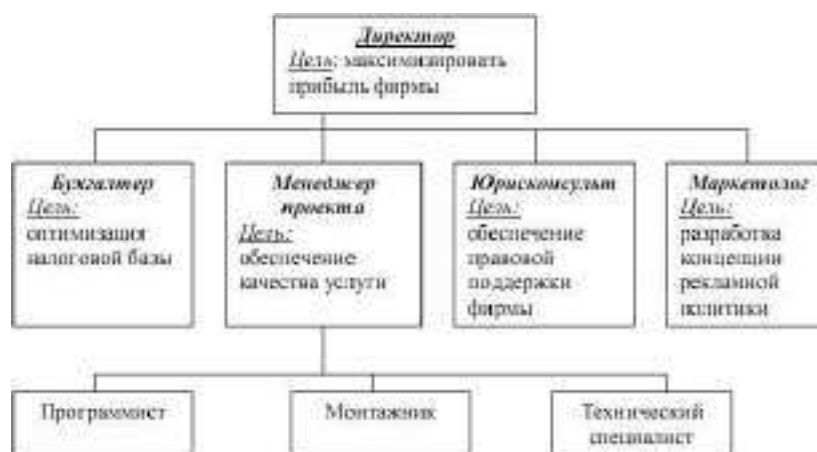 Директор
Цель: максимизировать
прибыль фирмы
Бухгалтер
Цель:
оптимизация
налоговой базы
Менеджер
проекта
Цель:
обеспечение
качества услуги
Юрисконсульт
Цель:
обеспечение
правовой
поддержки
фирмы
Маркетолог
Цель:
разработка
концепции
рекламной
политики
Программист
Монтажник
Технический
специалист